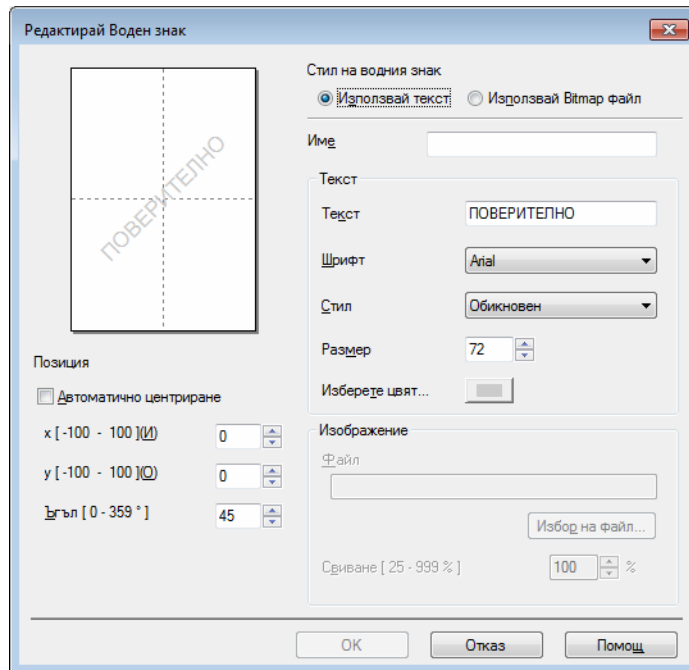 Редактирай Воден знак
ПОВЕРИТЕЛНО
Позиция
Автоматично центриране
x [ -100 - 100 ](И) 0
y [ -100 - 100 ](О) 0
Ъгъл [ 0 - 359 ° ] 45
Стил на водния знак
Използвай текст Използвай Bitmap файл
Име
Текст
Текст ПОВЕРИТЕЛНО
Шрифт Arial
Стил Обикновен
Размер 72
Изберете цвят...
Изображение
Файл
Избор на файл...
Свиване [ 25 - 999 % ] 100 %
OK Отказ Помощ